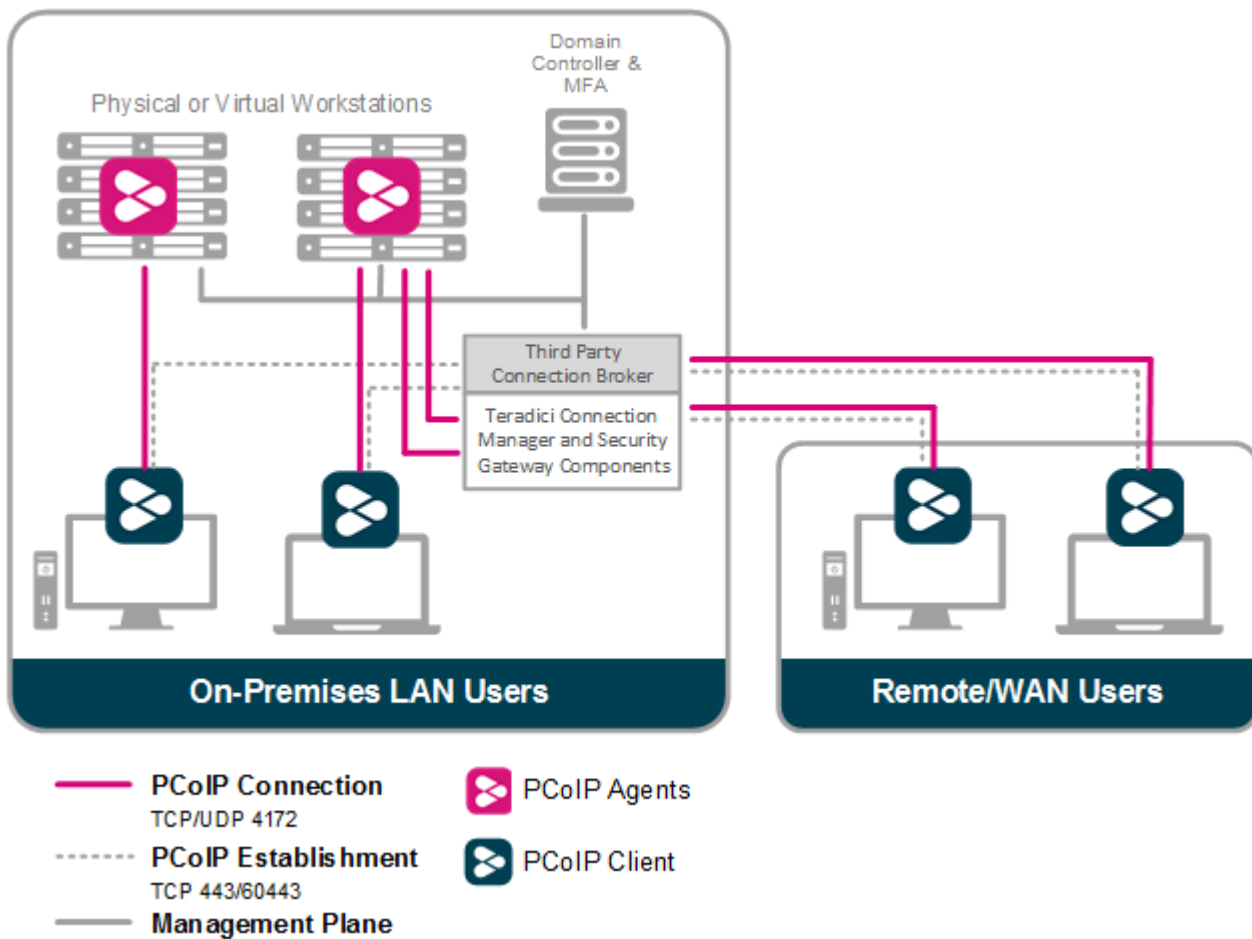 Domain
Controller &
MFA
Physical or Virtual Workstations
Third Party
Connection Broker
Teradici Connection
Manager and Security
Gateway Components
On-Premises LAN Users
Remote/WAN Users
PCoIP Connection
TCP/UDP 4172
PCoIP Agents
PCoIP Establishment
TCP 443/60443
PCoIP Client
Management Plane